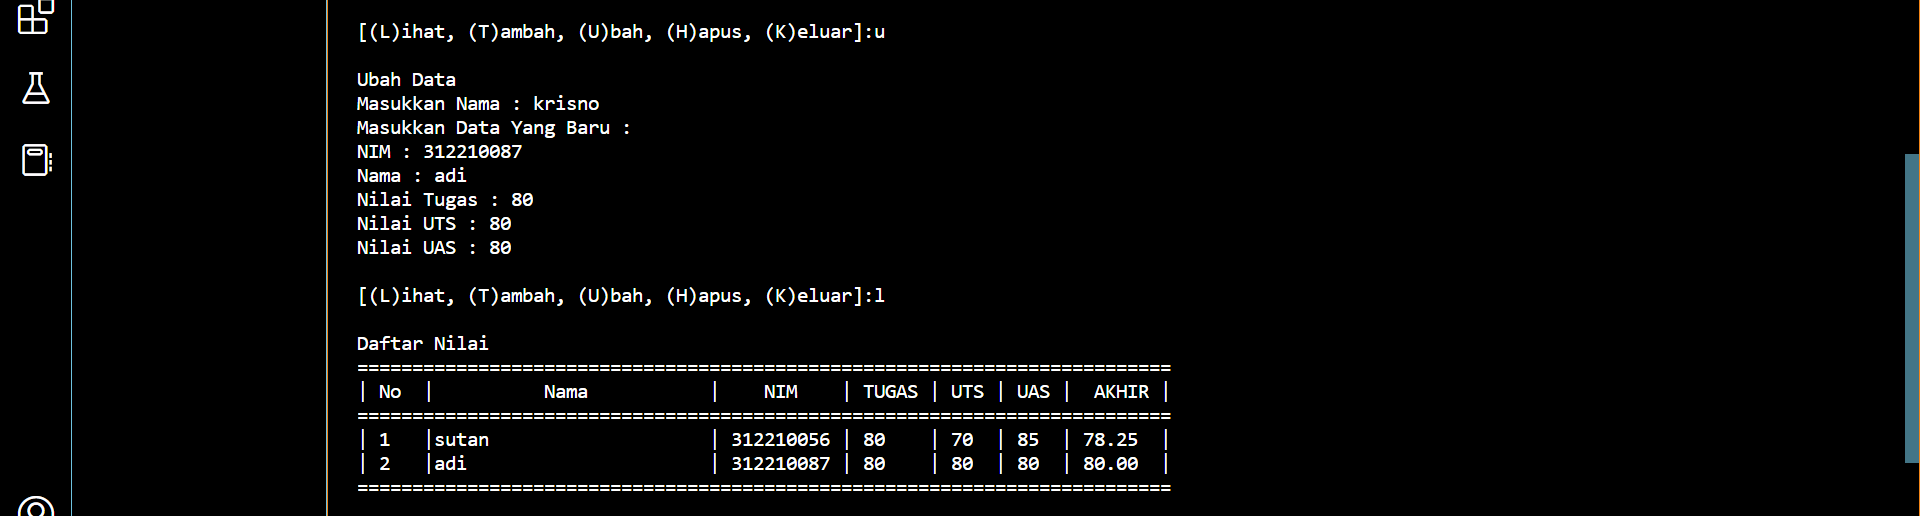 [(L)ihat, (T)ambah, (U)bah, (H)apus, (K)eluar]:u
Ubah Data
Masukkan Nama : krisno
Masukkan Data Yang Baru :
NIM : 312210087
Nama : adi
Nilai Tugas : 80
Nilai UTS : 80
Nilai UAS : 80
[(L)ihat, (T)ambah, (U)bah, (H)apus, (K)eluar]:l
Daftar Nilai
==========================================================================
| No  |          Nama           |    NIM    | TUGAS | UTS | UAS |  AKHIR |
==========================================================================
| 1   |sutan                    | 312210056 | 80    | 70  | 85  | 78.25  |
| 2   |adi                      | 312210087 | 80    | 80  | 80  | 80.00  |
==========================================================================